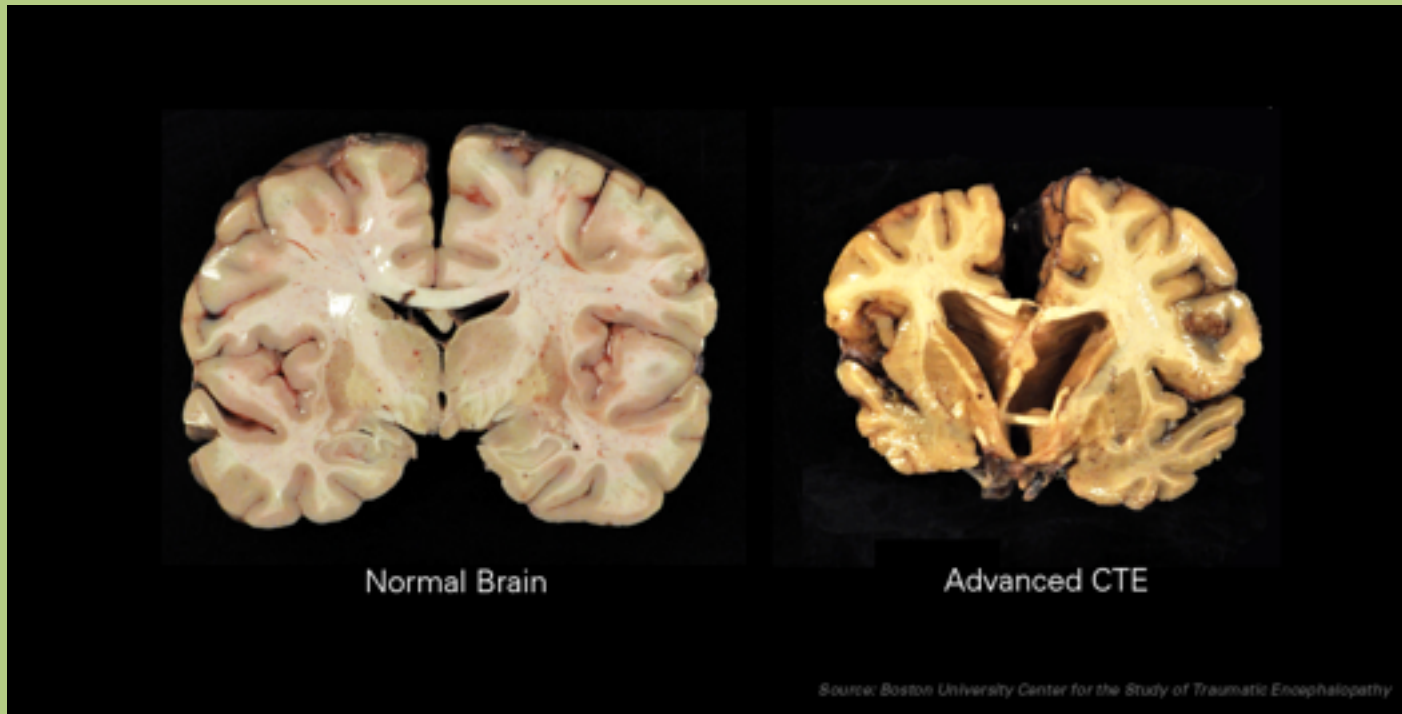 Normal Brain
Advanced CTE
Source: Boston University Center for the Study of Traumatic Encephalopathy